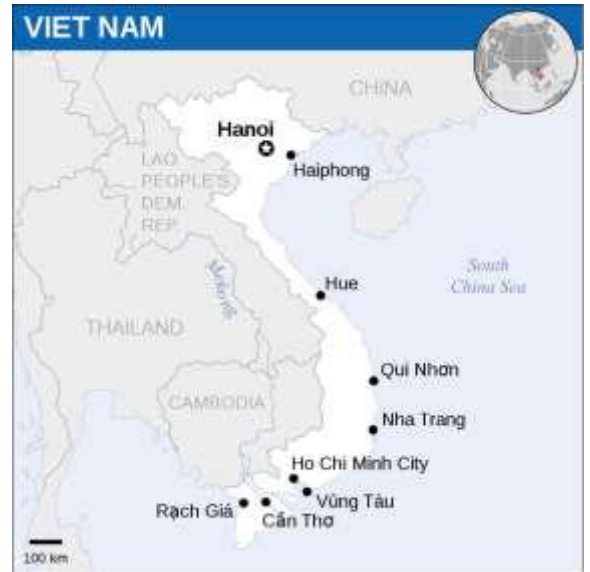 VIET NAM
CHINA
Hanoi
Haiphong
LAO
PEOPLE'S
DEM.
REP.
South
China Sea
Mekong
Hue
THAILAND
Qui Nhơn
CAMBODIA
Nha Trang
Ho Chi Minh City
Vũng Tàu
Rạch Giá
Cần Thơ
100 km